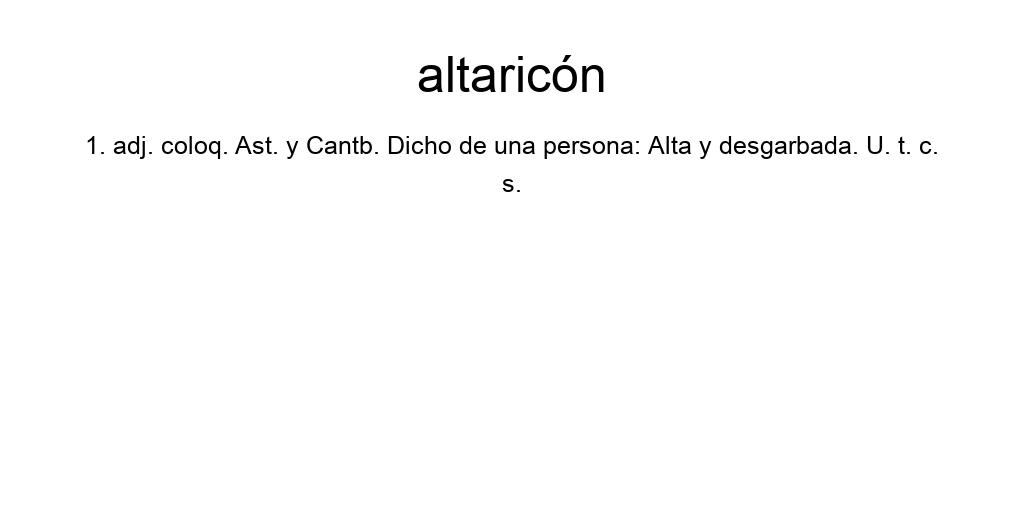 altaricón
1. adj. coloq. Ast. y Cantb. Dicho de una persona: Alta y desgarbada. U. t. c.
s.